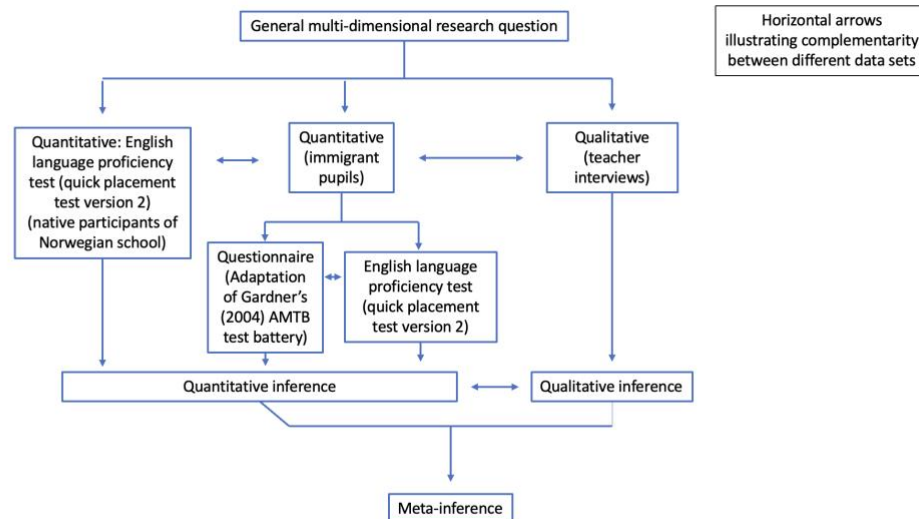 General multi-dimensional research question
Horizontal arrows
illustrating complementarity
between different data sets
Quantitative: English
language proficiency
test (quick placement
test version 2)
(native participants of
Norwegian school)
Quantitative
(immigrant
pupils)
Qualitative
(teacher
interviews)
Questionnaire
(Adaptation
of Gardner's
(2004) AMTB
test battery)
English language
proficiency test
(quick placement
test version 2)
Quantitative inference
Qualitative inference
Meta-inference